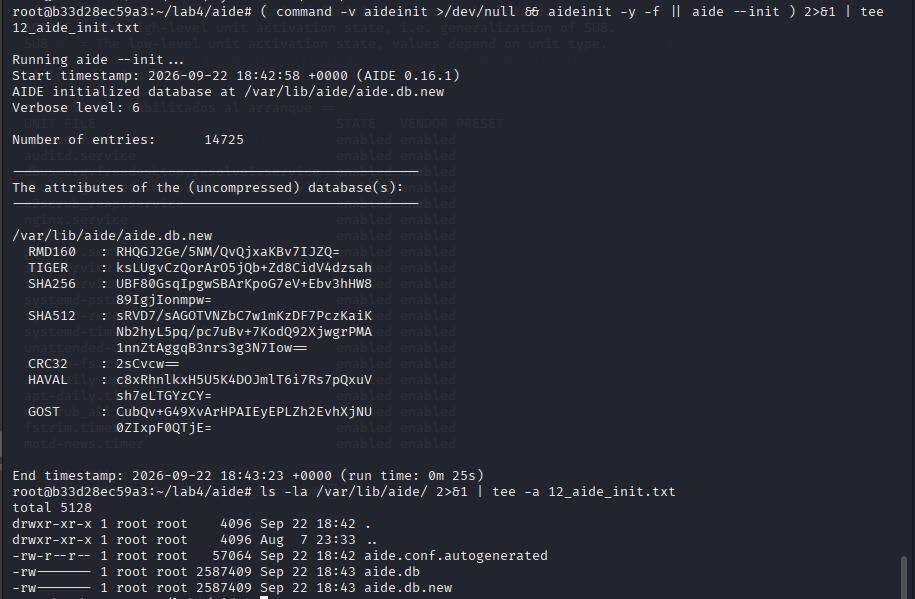 root@b33d28ec59a3:~/lab4/aide# ( command -v aideinit >/dev/null && aideinit -y -f || aide --init ) 2>&1 | tee
12_aide_init.txt
Running aide --init...
Start timestamp: 2026-09-22 18:42:58 +0000 (AIDE 0.16.1)
AIDE initialized database at /var/lib/aide/aide.db.new
Verbose level: 6
Number of entries:      14725
---------------------------------------------------
The attributes of the (uncompressed) database(s):
---------------------------------------------------
/var/lib/aide/aide.db.new
  RMD160   : RHQGJ2Ge/5NM/QvQjxaKBv7IJZQ=
  TIGER    : ksLUgvCzQorArO5jQb+Zd8CidV4dzsah
  SHA256   : UBF80GsqIpgwSBArKpoG7eV+Ebv3hHW8
             89IgjIonmpw=
  SHA512   : sRVD7/sAGOTVNZbC7w1mKzDF7PczKaiK
             Nb2hyL5pq/pc7uBv+7KodQ92XjwgrPMA
             1nnZtAggqB3nrs3g3N7Iow==
  CRC32    : 2sCvcw==
  HAVAL    : c8xRhnlkxH5U5K4DOJmlT6i7Rs7pQxuV
             sh7eLTGYzCY=
  GOST     : CubQv+G49XvArHPAIEyEPLZh2EvhXjNU
             0ZIxpF0QTjE=
End timestamp: 2026-09-22 18:43:23 +0000 (run time: 0m 25s)
root@b33d28ec59a3:~/lab4/aide# ls -la /var/lib/aide/ 2>&1 | tee -a 12_aide_init.txt
total 5128
drwxr-xr-x 1 root root    4096 Sep 22 18:42 .
drwxr-xr-x 1 root root    4096 Aug  7 23:33 ..
-rw-r--r-- 1 root root   57064 Sep 22 18:42 aide.conf.autogenerated
-rw------- 1 root root 2587409 Sep 22 18:43 aide.db
-rw------- 1 root root 2587409 Sep 22 18:43 aide.db.new